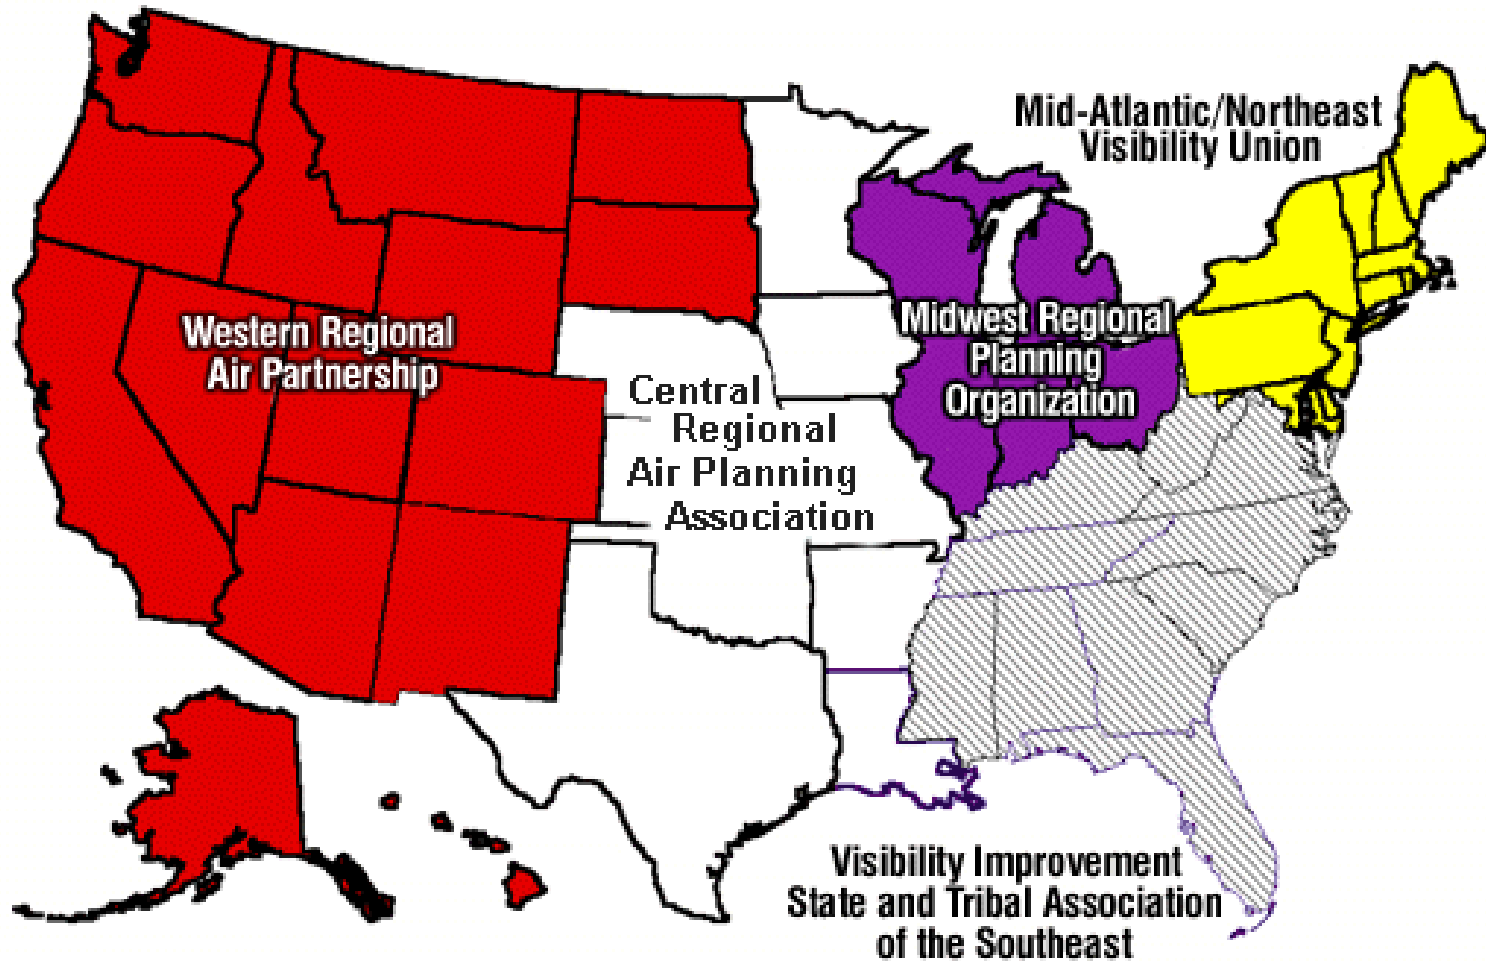 Mid-Atlantic/Northeast
Visibility Union
Western Regional
Air Partnership
Midwest Regional
Planning
Organization
Central
Regional
Air Planning
Association
Visibility Improvement
State and Tribal Association
of the Southeast